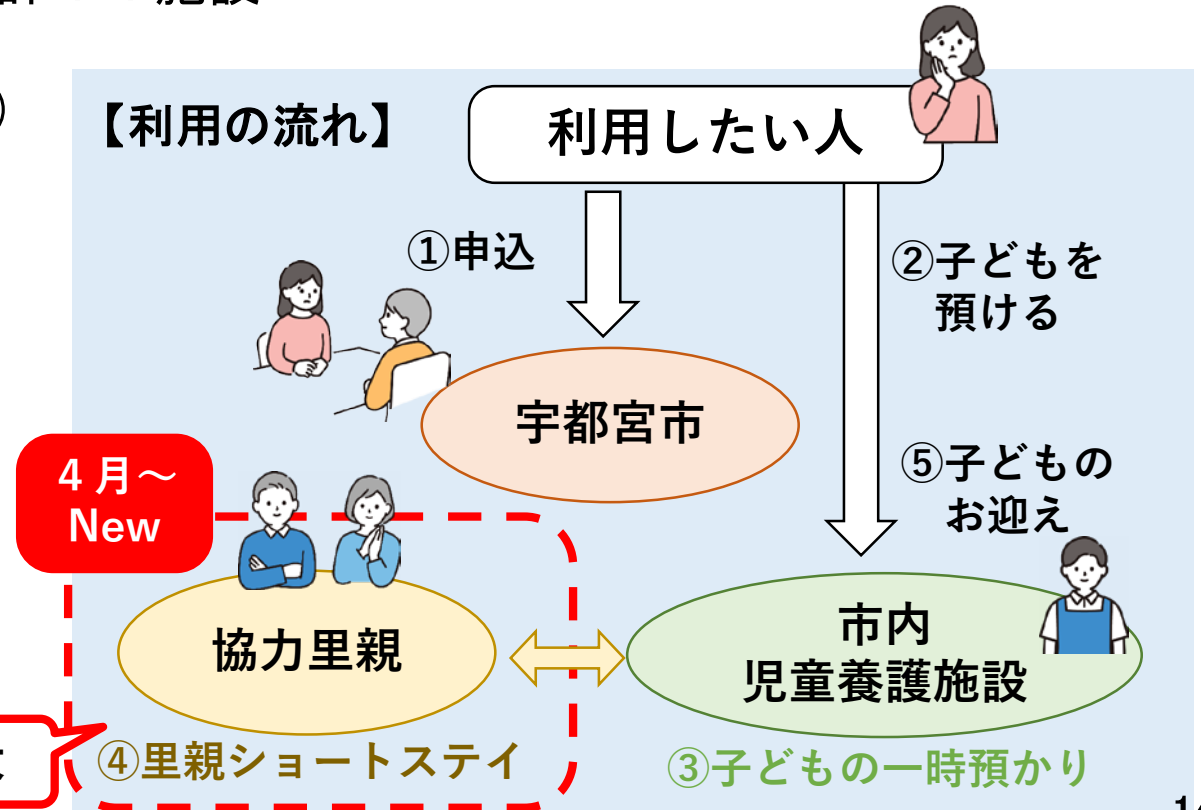 【利用の流れ】
利用したい人
①申込
②子どもを
預ける
宇都宮市
4月～
New
⑤子どもの
お迎え
協力里親
市内
児童養護施設
④里親ショートステイ
③子どもの一時預かり